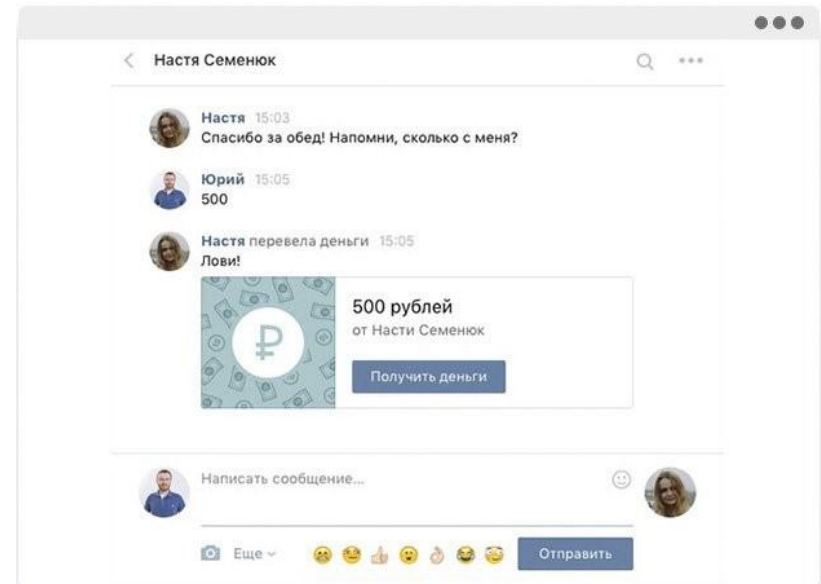 Настя Семенюк
Настя 15:03
Спасибо за обед! Напомни, сколько с меня?
Юрий 15:05
500
Настя перевела деньги 15:05
Лови!
₽
500 рублей
от Насти Семенюк
Получить деньги
Написать сообщение...
Еще
Отправить